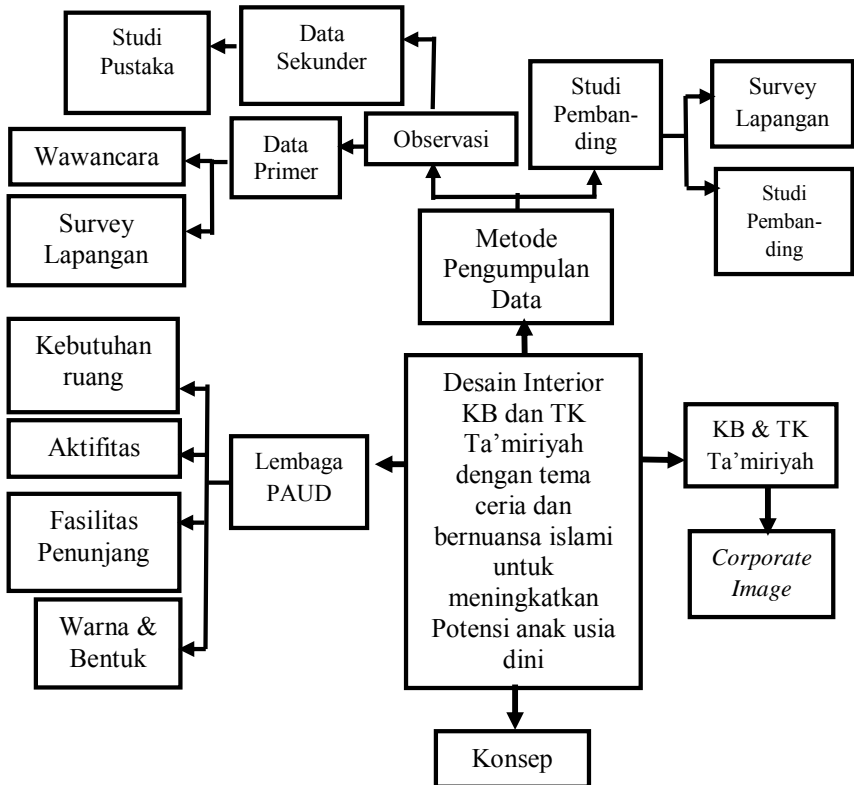 Studi
Pustaka
Data
Sekunder
Studi
Pemban-
ding
Survey
Lapangan
Wawancara
Data
Primer
Observasi
Survey
Lapangan
Studi
Pemban-
ding
Metode
Pengumpulan
Data
Kebutuhan
ruang
Aktifitas
Fasilitas
Penunjang
Warna &
Bentuk
Lembaga
PAUD
Desain Interior
KB dan TK
Ta’miriyah
dengan tema
ceria dan
bernuansa islami
untuk
meningkatkan
Potensi anak usia
dini
KB & TK
Ta’miriyah
Corporate
Image
Konsep